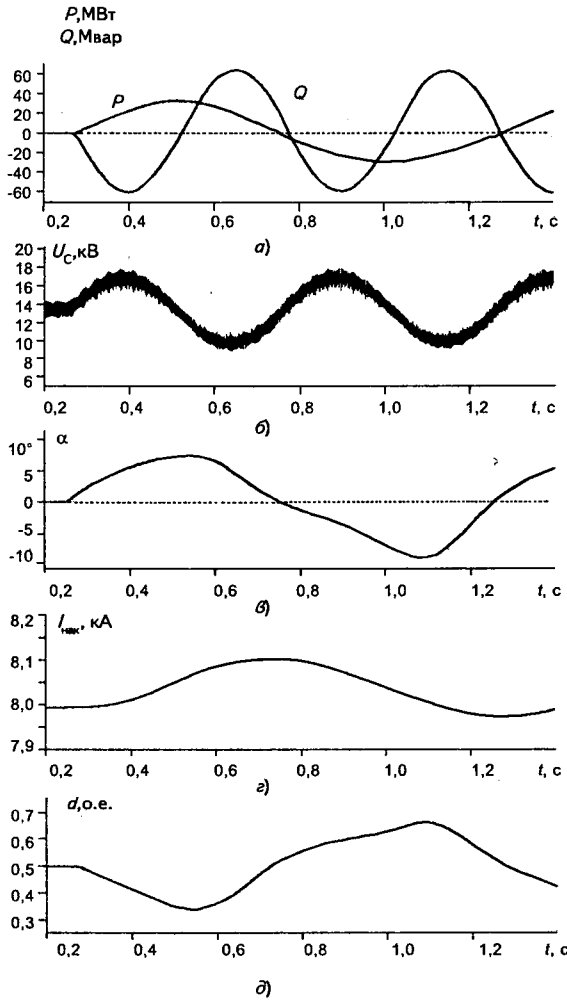 P,МВт
Q,Мвар
60
40
20
0
-20
-40
-60
P
Q
0,2 0,4 0,6 0,8 1,0 1,2 t, с
а)
U_C,кВ
20
18
16
14
12
10
8
6
0,2 0,4 0,6 0,8 1,0 1,2 t, с
б)
α
10°
5
0
-5
-10
0,2 0,4 0,6 0,8 1,0 1,2 t, с
в)
I_нак, кА
8,2
8,1
8,0
7,9
0,2 0,4 0,6 0,8 1,0 1,2 t, с
г)
d,о.е.
0,7
0,6
0,5
0,4
0,3
0,2 0,4 0,6 0,8 1,0 1,2 t, с
д)